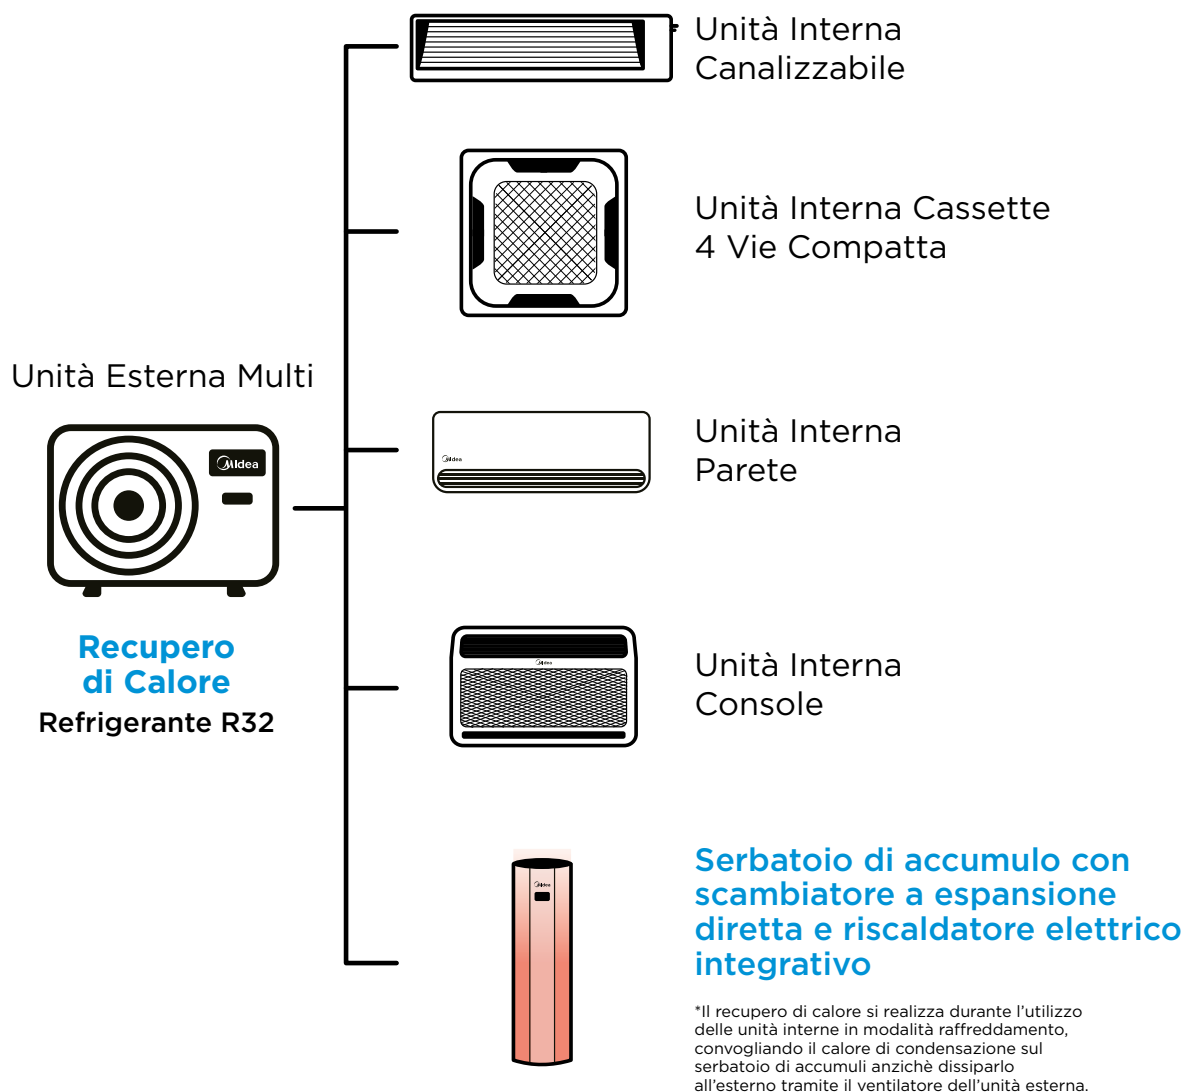 Unità Interna
Canalizzabile
Unità Interna Cassette
4 Vie Compatta
Unità Esterna Multi
Midea
Recupero
di Calore
Refrigerante R32
Midea
Unità Interna
Parete
Midea
Unità Interna
Console
Midea
Serbatoio di accumulo con
scambiatore a espansione
diretta e riscaldatore elettrico
integrativo
*Il recupero di calore si realizza durante l’utilizzo
delle unità interne in modalità raffreddamento,
convogliando il calore di condensazione sul
serbatoio di accumuli anzichè dissiparlo
all’esterno tramite il ventilatore dell’unità esterna.